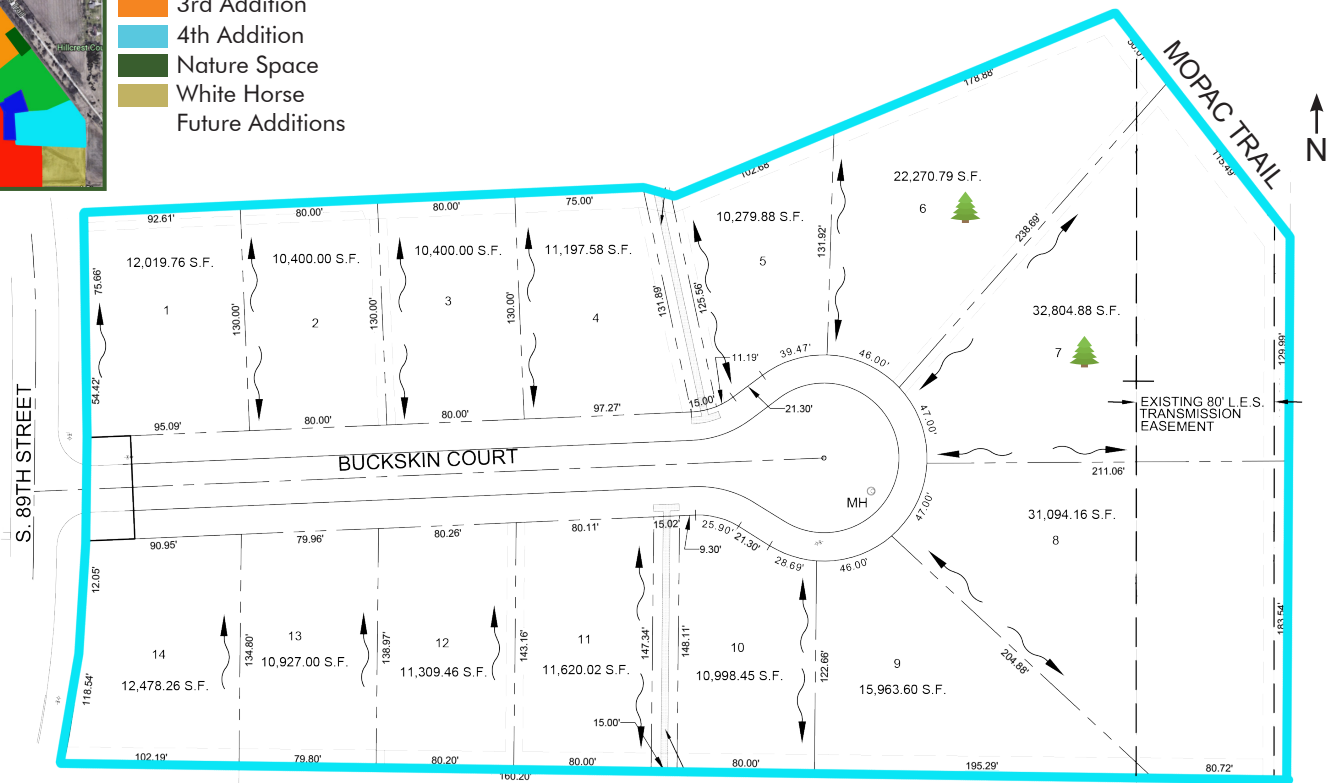 3rd Addition
4th Addition
Nature Space
White Horse
Future Additions
Hillcrest Cou
MOPAC TRAIL
N
178.88'
115.49'
102.68'
22,270.79 S.F.
6
92.61'
80.00'
80.00'
75.00'
10,279.88 S.F.
5
131.92'
238.69'
12,019.76 S.F.
1
10,400.00 S.F.
2
10,400.00 S.F.
3
11,197.58 S.F.
4
75.66'
54.42'
130.00'
130.00'
130.00'
131.89'
125.56'
32,804.88 S.F.
7
129.99'
11.19'
39.47'
46.00'
47.00'
21.30'
15.00'
EXISTING 80' L.E.S.
TRANSMISSION
EASEMENT
95.09'
80.00'
80.00'
97.27'
S. 89TH STREET
BUCKSKIN COURT
211.06'
MH
47.00'
31,094.16 S.F.
8
90.95'
79.96'
80.26'
80.11'
15.02'
25.90'
21.30'
9.30'
28.69'
46.00'
12.05'
118.54'
183.54'
14
12,478.26 S.F.
134.80'
13
10,927.00 S.F.
138.97'
12
11,309.46 S.F.
143.16'
11
11,620.02 S.F.
147.34'
148.11'
10
10,998.45 S.F.
122.66'
9
15,963.60 S.F.
204.88'
15.00'
102.19'
79.80'
80.20'
80.00'
80.00'
195.29'
80.72'
160.20'